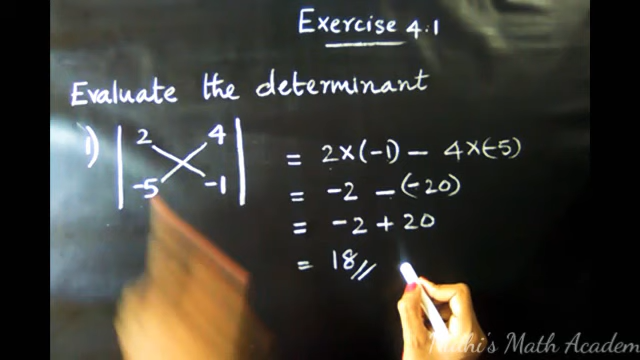 Exercise 4.1
Evaluate the determinant
1) | 2 4 | = 2×(-1) - 4×(-5)
| -5 -1 | = -2 - (-20)
= -2 + 20
= 18 //
's Math Academ